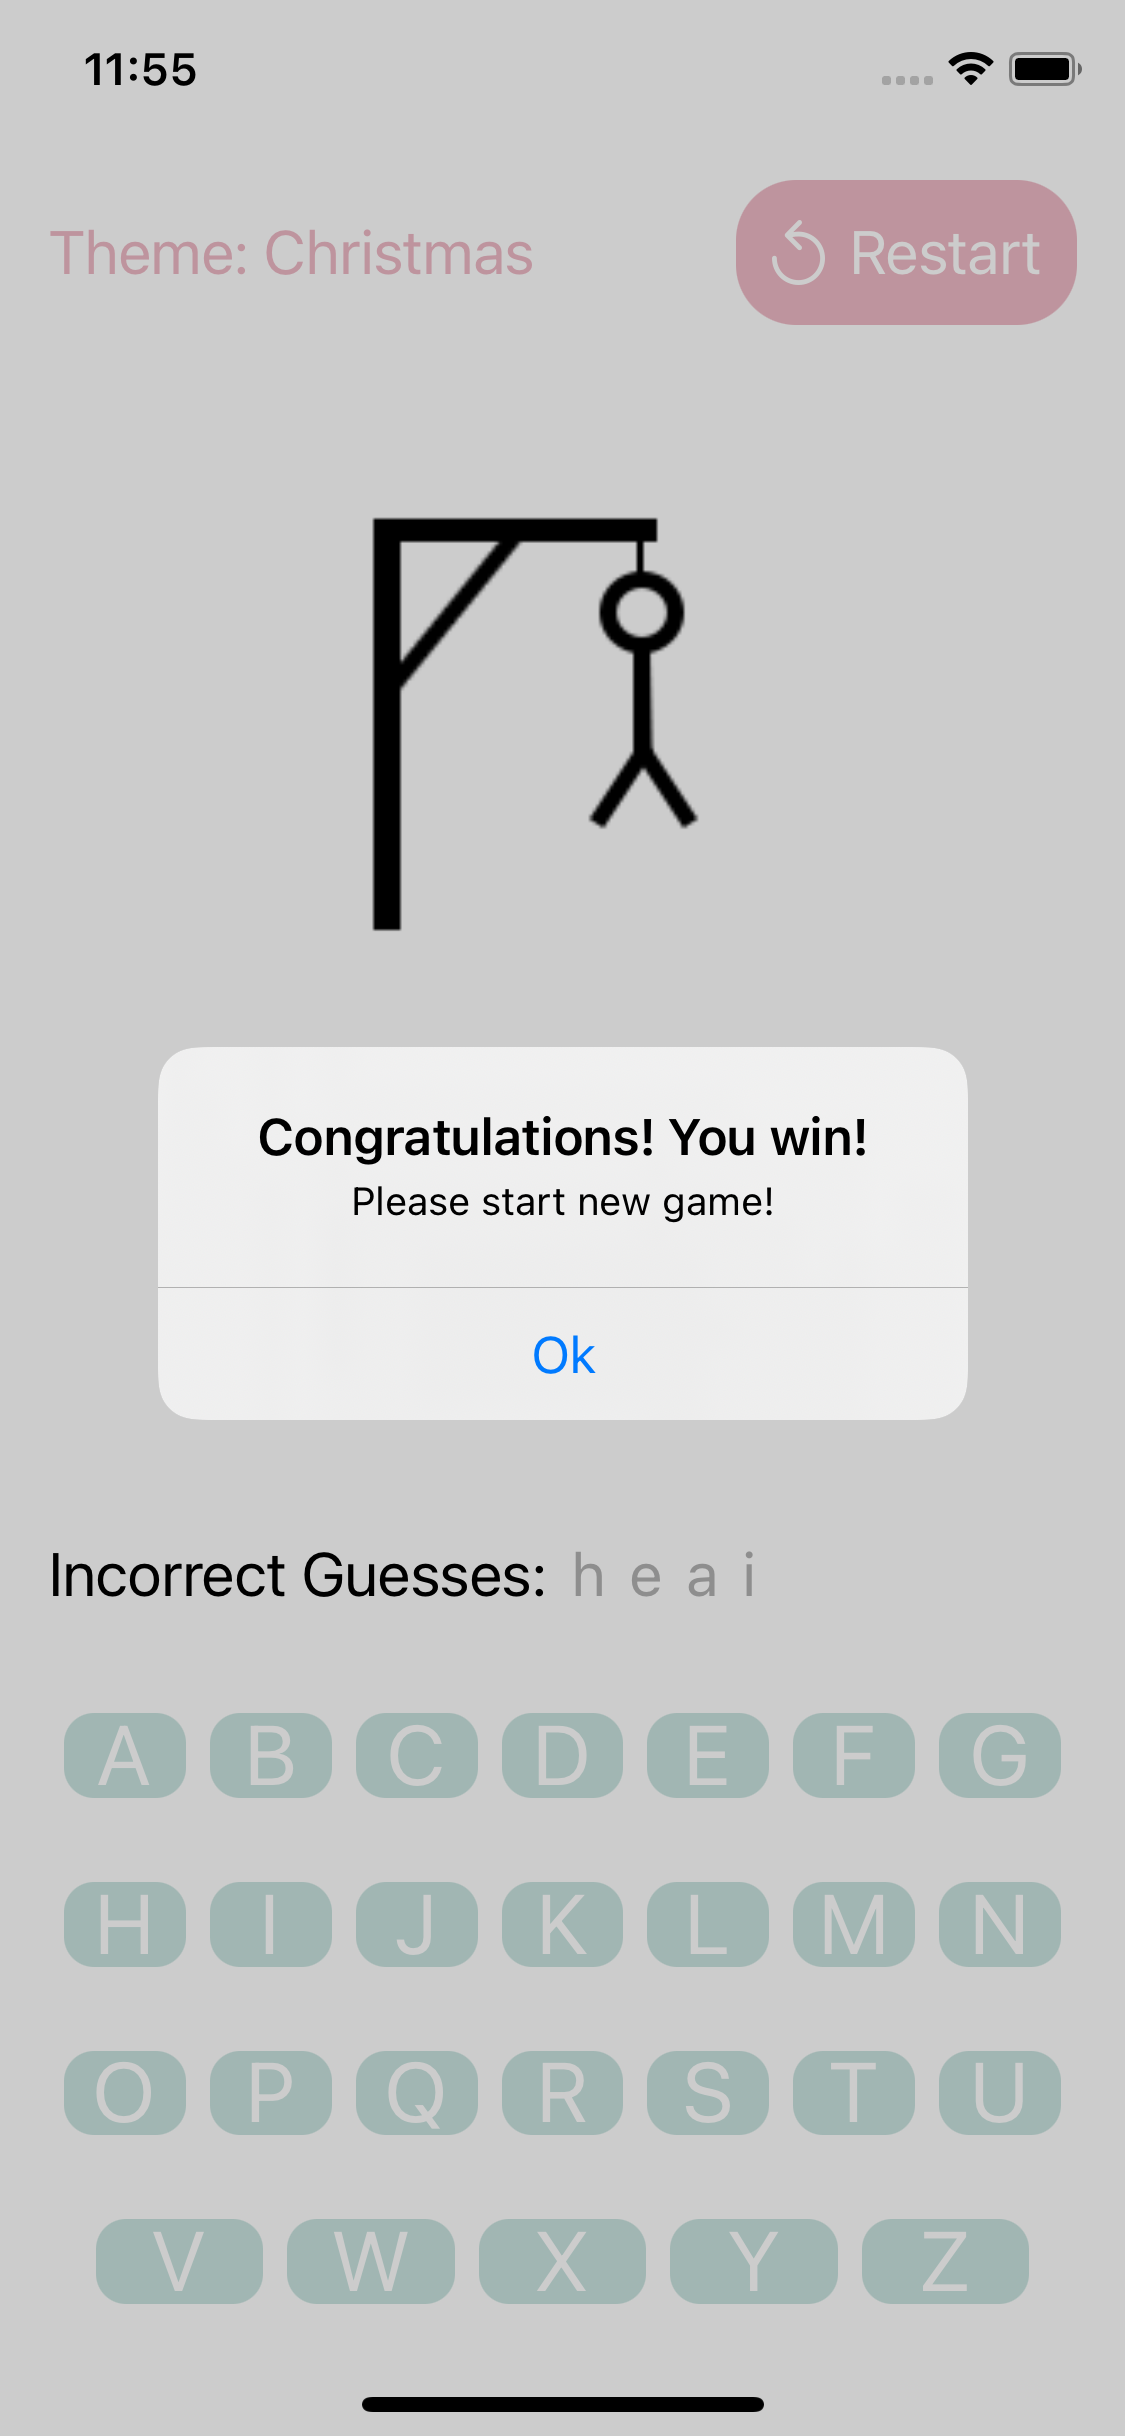 11:55
Theme: Christmas
Restart
Congratulations! You win!
Please start new game!
Ok
Incorrect Guesses: h e a i
A B C D E F G
H I J K L M N
O P Q R S T U
V W X Y Z